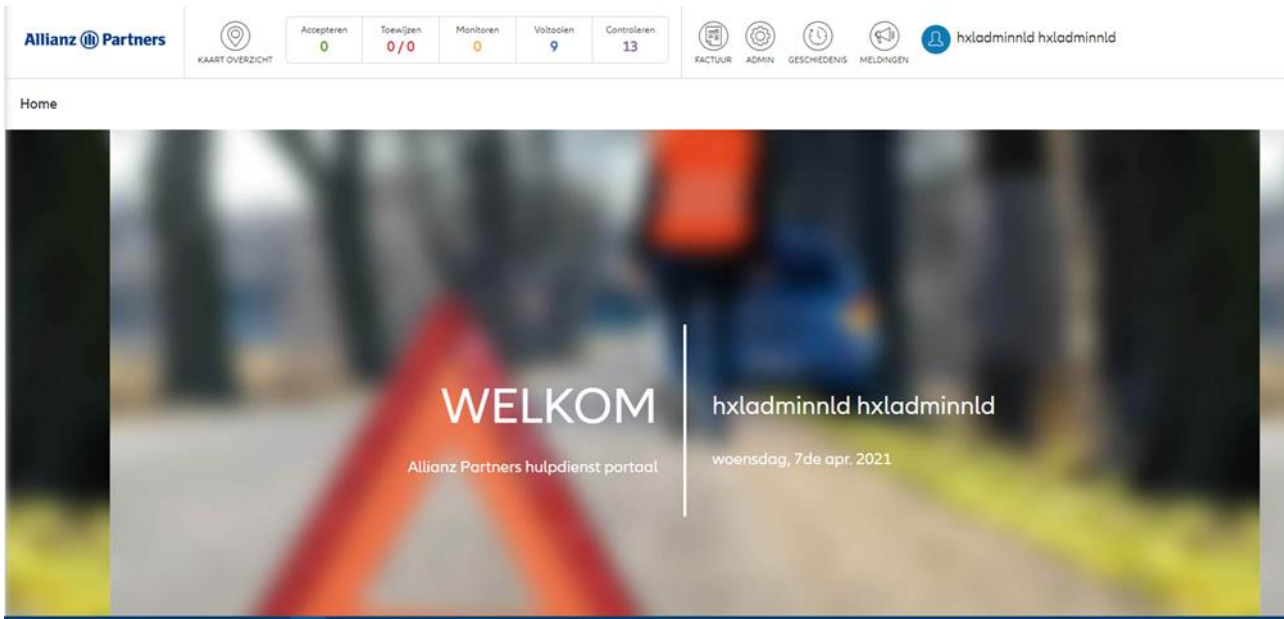 Allianz Partners
KAART OVERZICHT
Accepteren
0
Toewijzen
0 / 0
Monitoren
0
Voltooien
9
Controleren
13
FACTUUR
ADMIN
GESCHIEDENIS
MELDINGEN
hxladminnld hxladminnld
Home
WELKOM
Allianz Partners hulpdienst portaal
hxladminnld hxladminnld
woensdag, 7de apr. 2021